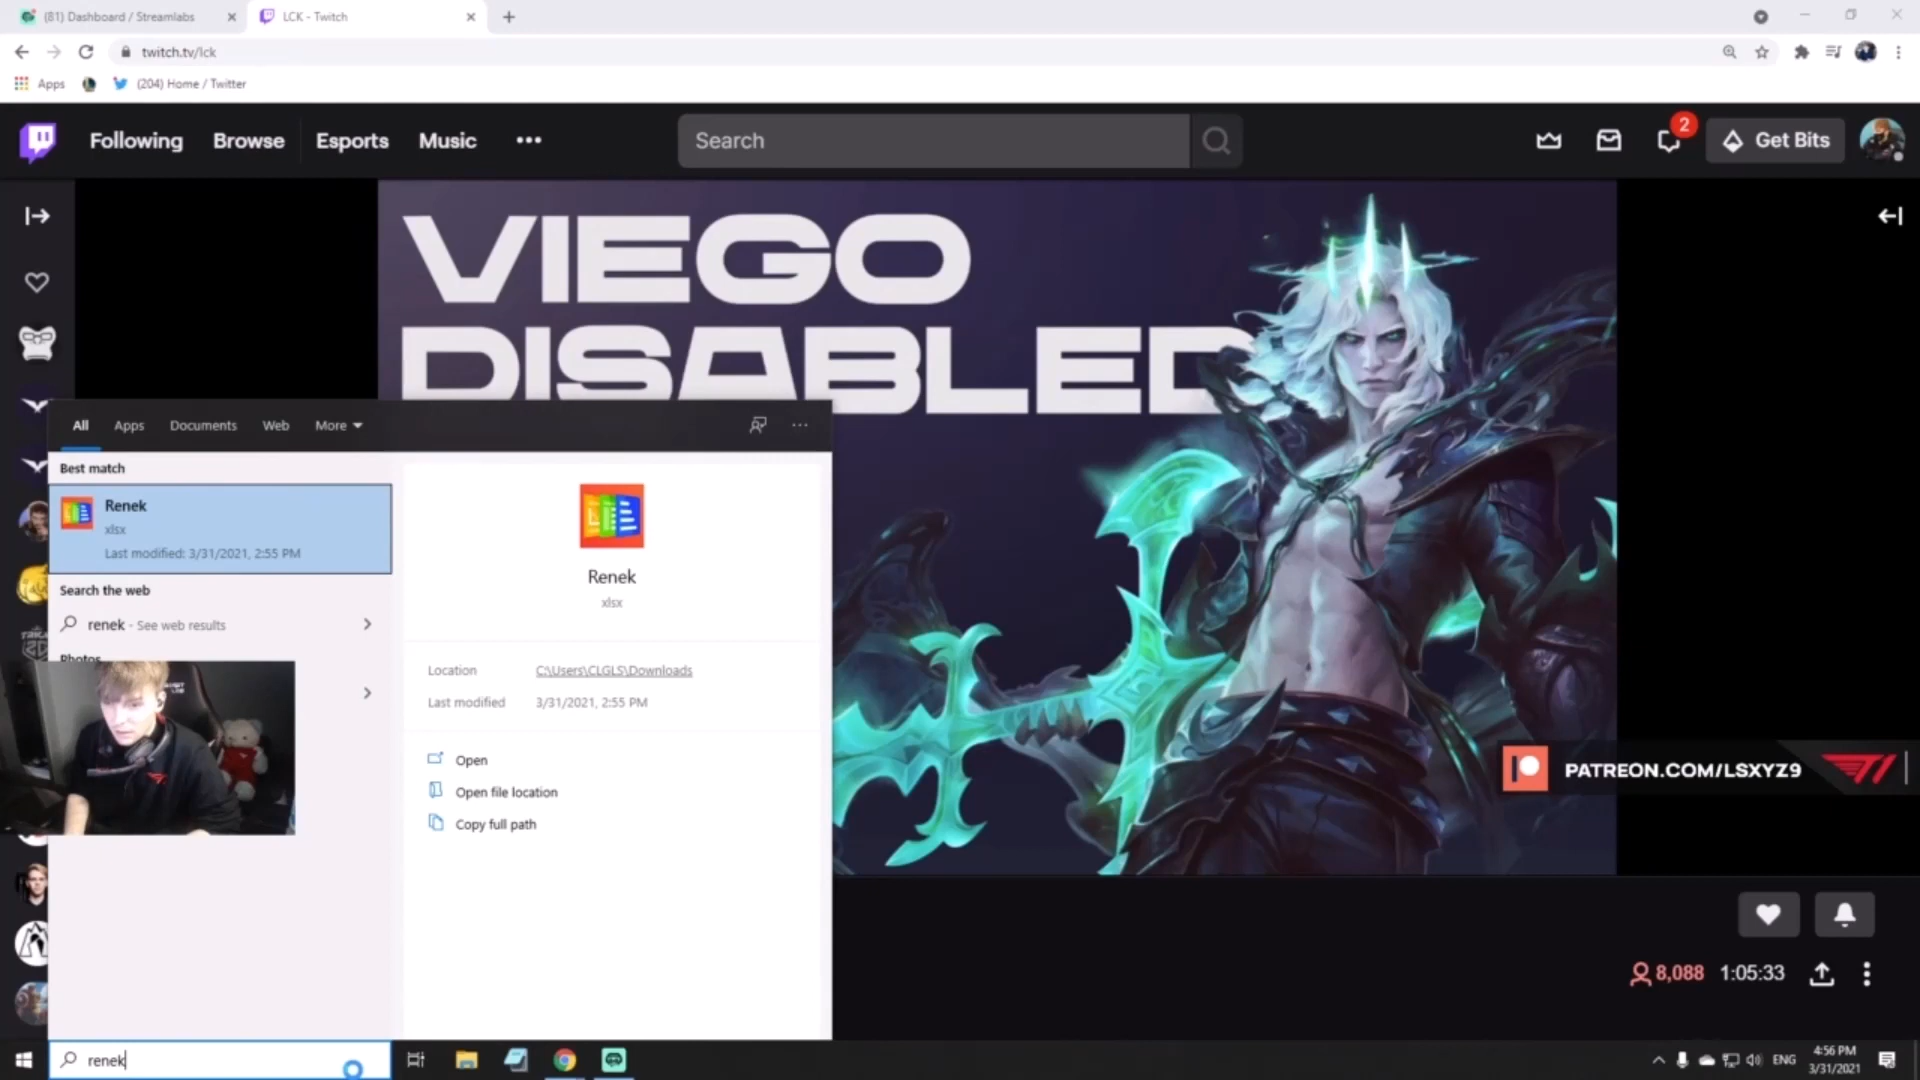 (81) Dashboard / Streamlabs
LCK - Twitch
twitch.tv/lck
Apps
(204) Home / Twitter
Following
Browse
Esports
Music
Search
2
Get Bits
VIEGO
DISABLED
All
Apps
Documents
Web
More
Best match
Renek
xlsx
Last modified: 3/31/2021, 2:55 PM
Search the web
renek - See web results
Photos
Renek
xlsx
Location C:\Users\CLGLS\Downloads
Last modified 3/31/2021, 2:55 PM
Open
Open file location
Copy full path
PATREON.COM/LSXYZ9
T1
8,088 1:05:33
renek
ENG
4:56 PM
3/31/2021